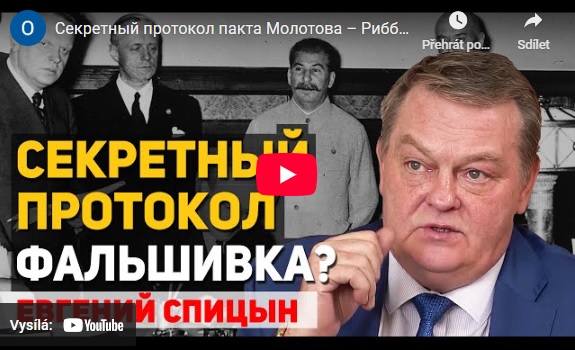 О
Секретный протокол пакта Молотова – Рибб...
Přehrát po...
Sdílet
СЕКРЕТНЫЙ
ПРОТОКОЛ
ФАЛЬШИВКА?
ЕВГЕНИЙ СПИЦЫН
Vysílá: YouTube